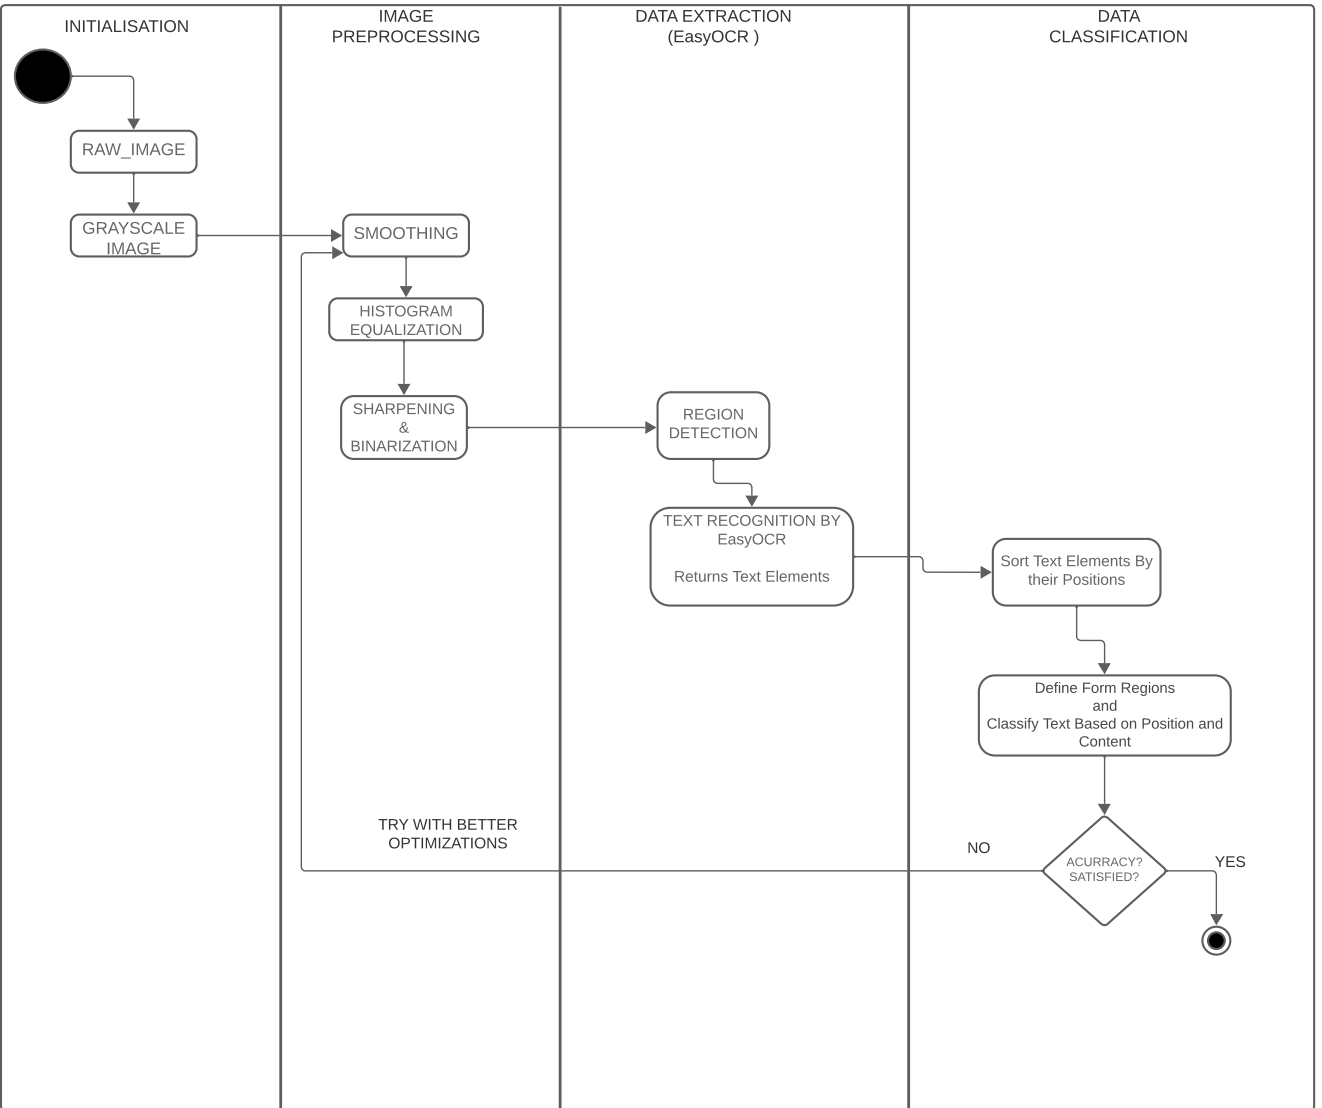 INITIALISATION
IMAGE
PREPROCESSING
DATA EXTRACTION
(EasyOCR )
DATA
CLASSIFICATION
RAW_IMAGE
GRAYSCALE
IMAGE
SMOOTHING
HISTOGRAM
EQUALIZATION
SHARPENING
&
BINARIZATION
REGION
DETECTION
TEXT RECOGNITION BY
EasyOCR
Returns Text Elements
Sort Text Elements By
their Positions
Define Form Regions
and
Classify Text Based on Position and
Content
TRY WITH BETTER
OPTIMIZATIONS
NO
ACURRACY?
SATISFIED?
YES